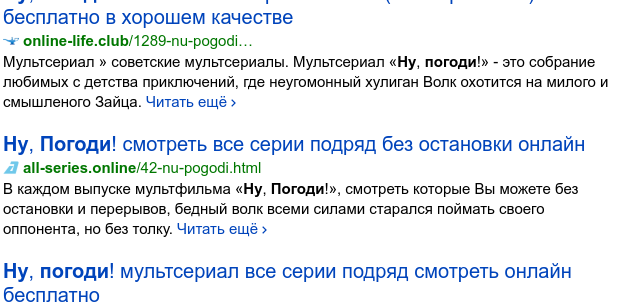 бесплатно в хорошем качестве
online-life.club/1289-nu-pogodi...
Мультсериал » советские мультсериалы. Мультсериал «Ну, погоди!» - это собрание
любимых с детства приключений, где неугомонный хулиган Волк охотится на милого и
смышленого Зайца. Читать ещё ›
Ну, Погоди! смотреть все серии подряд без остановки онлайн
all-series.online/42-nu-pogodi.html
В каждом выпуске мультфильма «Ну, Погоди!», смотреть которые Вы можете без
остановки и перерывов, бедный волк всеми силами старался поймать своего
оппонента, но без толку. Читать ещё ›
Ну, погоди! мультсериал все серии подряд смотреть онлайн
бесплатно